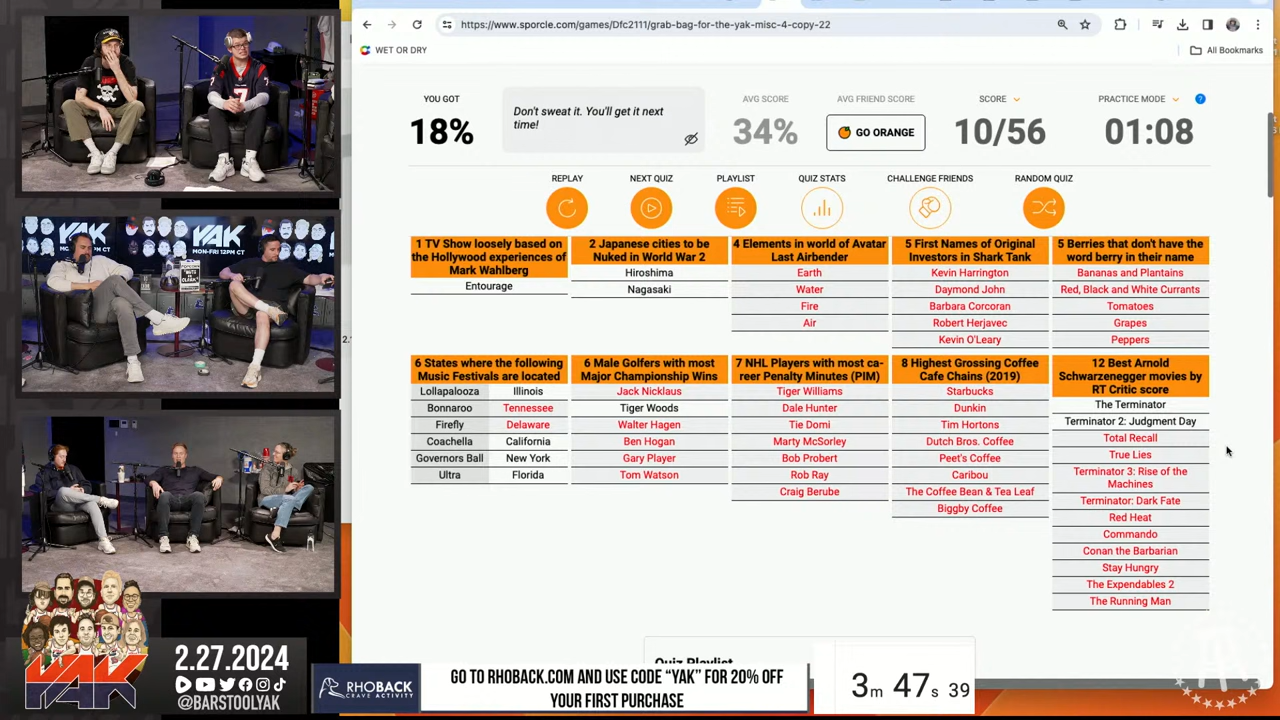 https://www.sporcle.com/games/Dfc2111/grab-bag-for-the-yak-misc-4-copy-22
WET OR DRY
All Bookmarks
YOU GOT
18%
Don't sweat it. You'll get it next
time!
AVG SCORE
34%
AVG FRIEND SCORE
GO ORANGE
SCORE
10/56
PRACTICE MODE
?
01:08
REPLAY
NEXT QUIZ
PLAYLIST
QUIZ STATS
CHALLENGE FRIENDS
RANDOM QUIZ
1 TV Show loosely based on
the Hollywood experiences of
Mark Wahlberg
Entourage
2 Japanese cities to be
Nuked in World War 2
Hiroshima
Nagasaki
4 Elements in world of Avatar
Last Airbender
Earth
Water
Fire
Air
5 First Names of Original
Investors in Shark Tank
Kevin Harrington
Daymond John
Barbara Corcoran
Robert Herjavec
Kevin O'Leary
5 Berries that don't have the
word berry in their name
Bananas and Plantains
Red, Black and White Currants
Tomatoes
Grapes
Peppers
6 States where the following
Music Festivals are located
Lollapalooza Illinois
Bonnaroo Tennessee
Firefly Delaware
Coachella California
Governors Ball New York
Ultra Florida
6 Male Golfers with most
Major Championship Wins
Jack Nicklaus
Tiger Woods
Walter Hagen
Ben Hogan
Gary Player
Tom Watson
7 NHL Players with most ca-
reer Penalty Minutes (PIM)
Tiger Williams
Dale Hunter
Tie Domi
Marty McSorley
Bob Probert
Rob Ray
Craig Berube
8 Highest Grossing Coffee
Cafe Chains (2019)
Starbucks
Dunkin
Tim Hortons
Dutch Bros. Coffee
Peet's Coffee
Caribou
The Coffee Bean & Tea Leaf
Biggby Coffee
12 Best Arnold
Schwarzenegger movies by
RT Critic score
The Terminator
Terminator 2: Judgment Day
Total Recall
True Lies
Terminator 3: Rise of the
Machines
Terminator: Dark Fate
Red Heat
Commando
Conan the Barbarian
Stay Hungry
The Expendables 2
The Running Man
Quiz Playlist
3m 47s 39
YAK
MON-FRI 12PM CT
YAK
2.27.2024
@BARSTOOLYAK
RHOBACK
CRAVE ACTIVITY
GO TO RHOBACK.COM AND USE CODE “YAK” FOR 20% OFF
YOUR FIRST PURCHASE